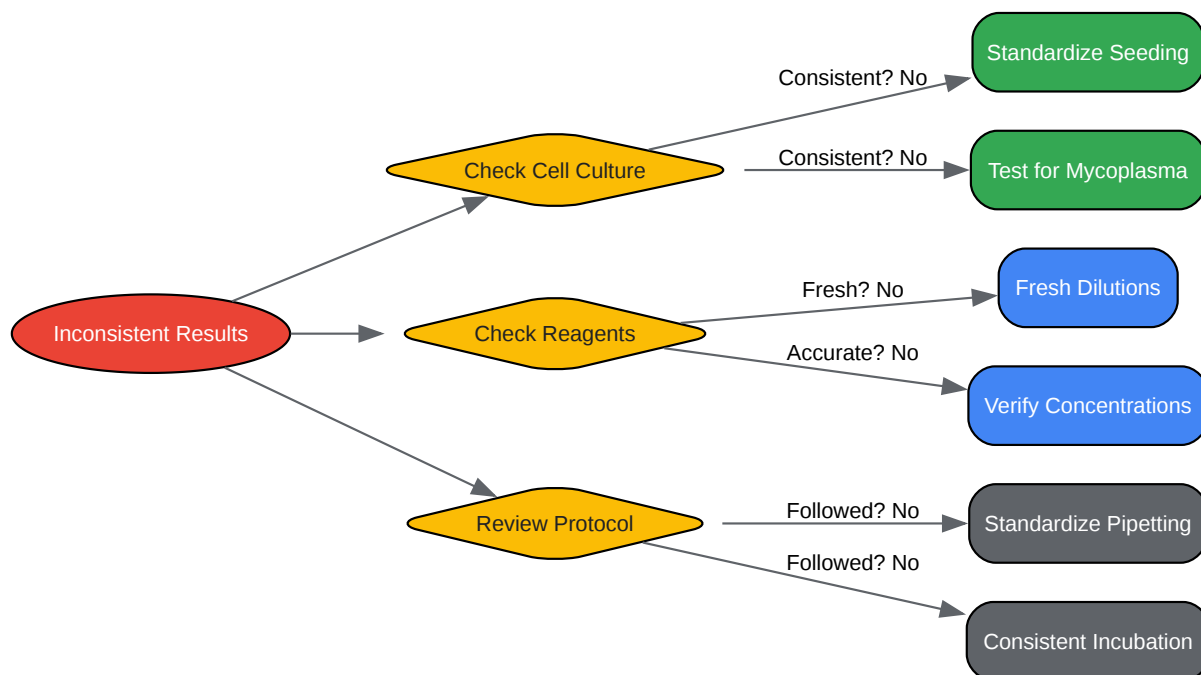 Standardize Seeding
Consistent? No
Check Cell Culture
Consistent? No
Test for Mycoplasma
Fresh? No
Fresh Dilutions
Inconsistent Results
Check Reagents
Accurate? No
Verify Concentrations
Review Protocol
Followed? No
Standardize Pipetting
Followed? No
Consistent Incubation